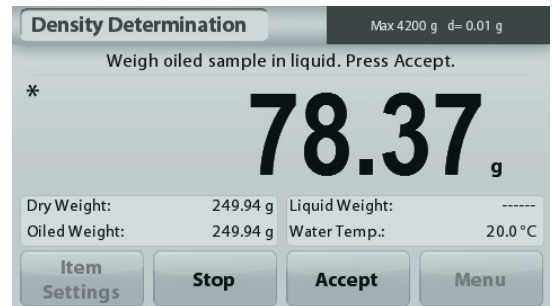 Density Determination
Max 4200 g d= 0.01 g
Weigh oiled sample in liquid. Press Accept.
*
78.37 g
Dry Weight: 249.94 g Liquid Weight: ------
Oiled Weight: 249.94 g Water Temp.: 20.0 °C
Item Settings
Stop
Accept
Menu